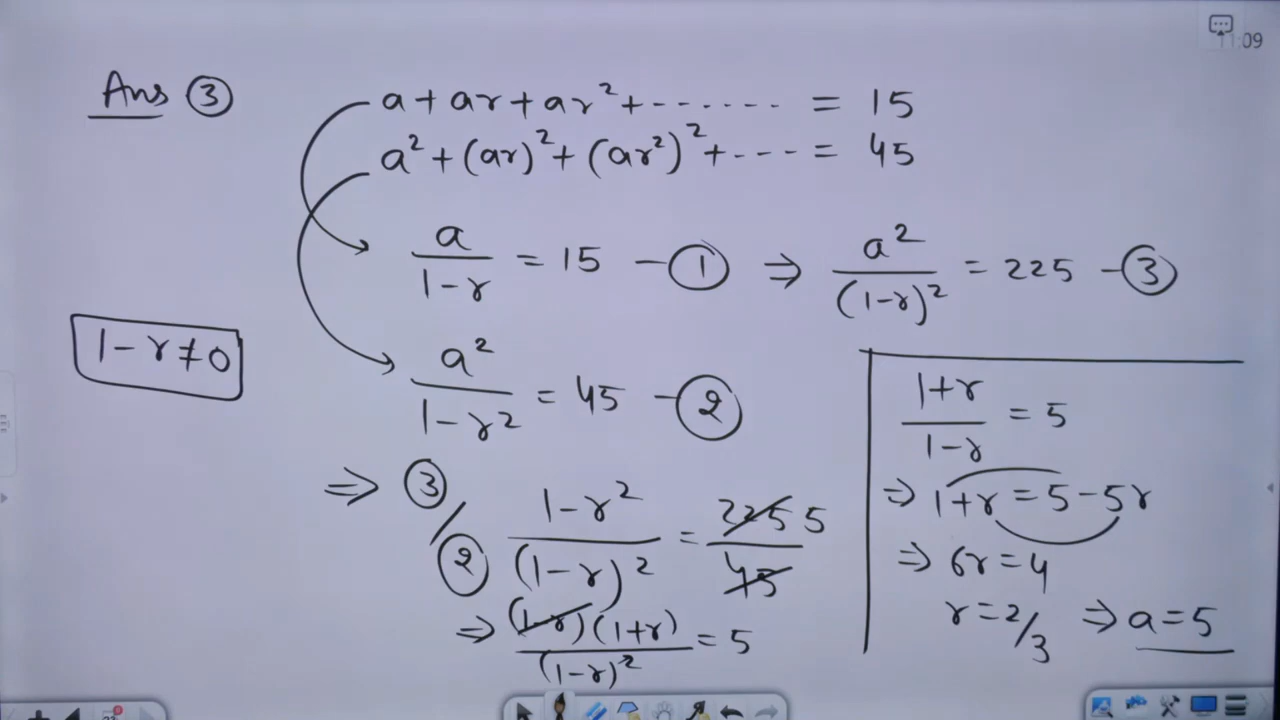 11:09
Ans ③
a + ar + ar² + ------ = 15
a² + (ar)² + (ar²)² + --- = 45
a/(1-r) = 15 — ① ⇒ a²/(1-r)² = 225 — ③
1-r≠0
a²/(1-r²) = 45 — ②
⇒ ③/② (1-r²)/(1-r)² = 225/45 5
⇒ (1-r)(1+r)/(1-r)² = 5
(1+r)/(1-r) = 5
⇒ 1+r = 5-5r
⇒ 6r = 4
r = 2/3 ⇒ a = 5